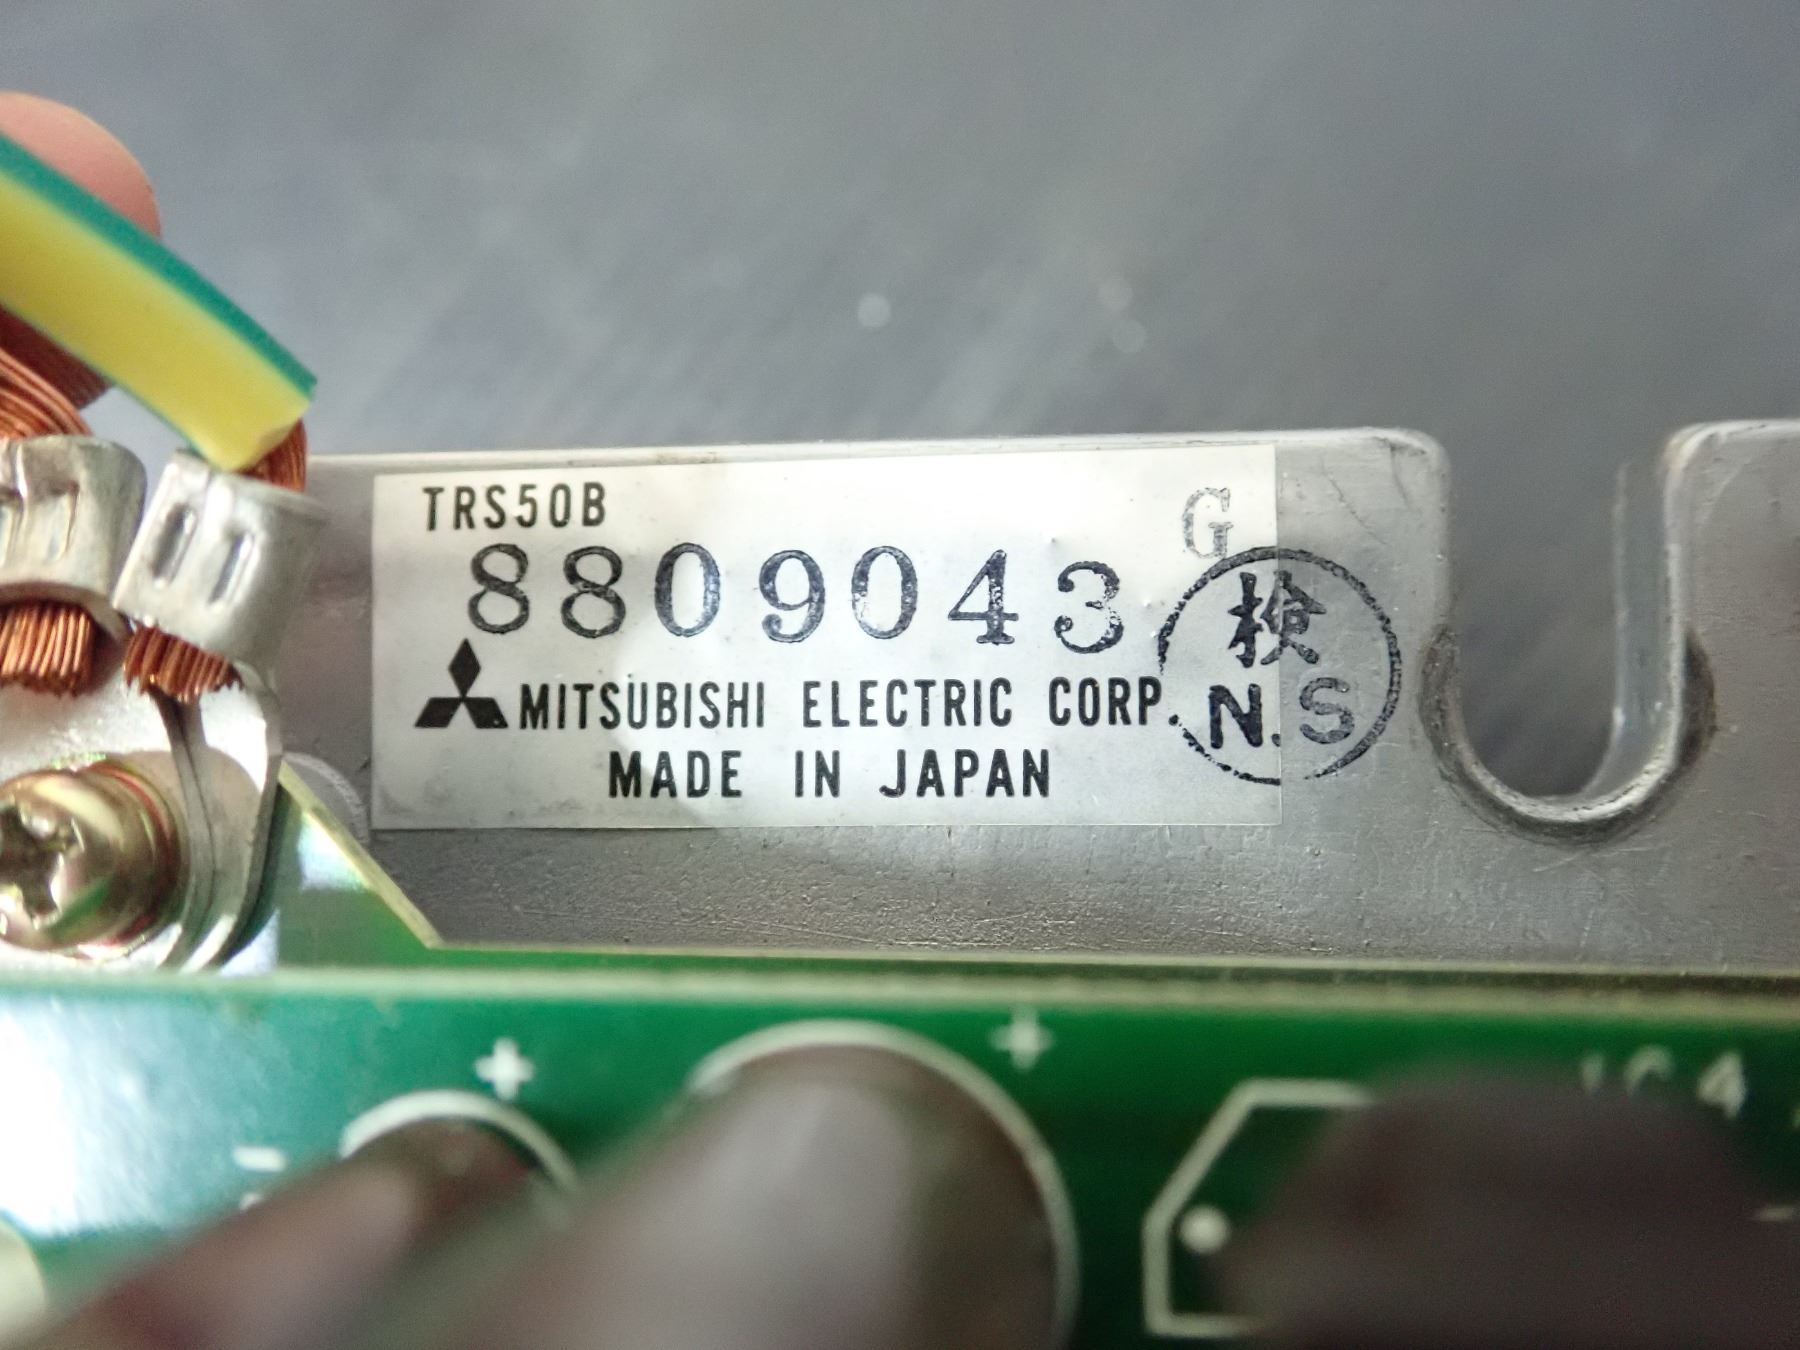 TRS50B
G
8809043
検
N.S
MITSUBISHI ELECTRIC CORP.
MADE IN JAPAN
+
+